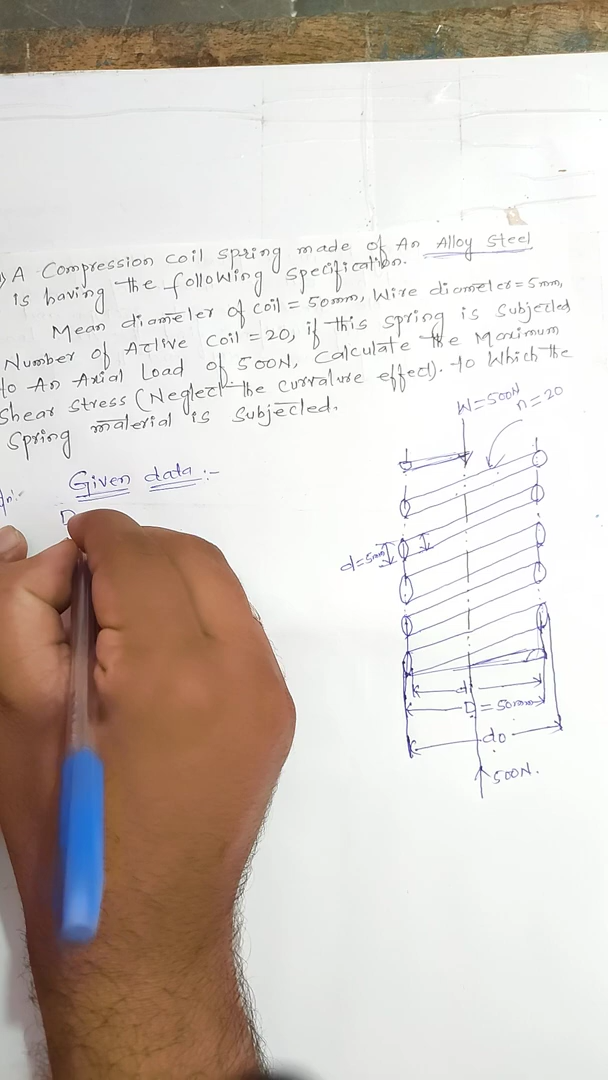 A Compression coil spring made of An Alloy Steel
is having the following specification.
Mean diameter of coil = 50mm, Wire diameter = 5mm,
Number of Active coil = 20, if this spring is subjected
to An Axial Load of 500N, Calculate the Maximum
Shear stress (Neglect the curvature effect). to Which the
Spring material is Subjected.
W=500N
n=20
Given data :-
D
d=5mm
di
D=50mm
do
500N.